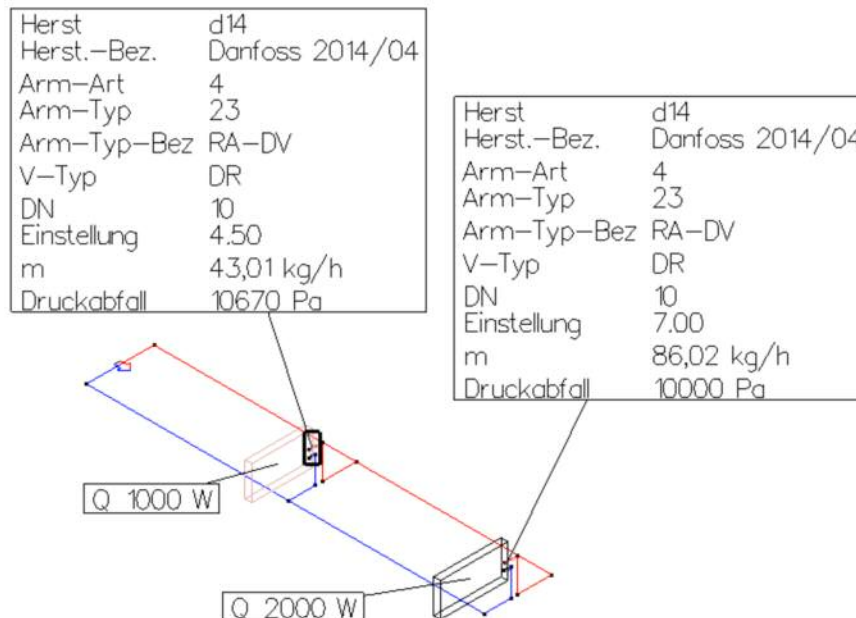 Herst d14
Herst.-Bez. Danfoss 2014/04
Arm-Art 4
Arm-Typ 23
Arm-Typ-Bez RA-DV
V-Typ DR
DN 10
Einstellung 4.50
m 43,01 kg/h
Druckabfall 10670 Pa
Herst d14
Herst.-Bez. Danfoss 2014/04
Arm-Art 4
Arm-Typ 23
Arm-Typ-Bez RA-DV
V-Typ DR
DN 10
Einstellung 7.00
m 86,02 kg/h
Druckabfall 10000 Pa
Q 1000 W
Q 2000 W